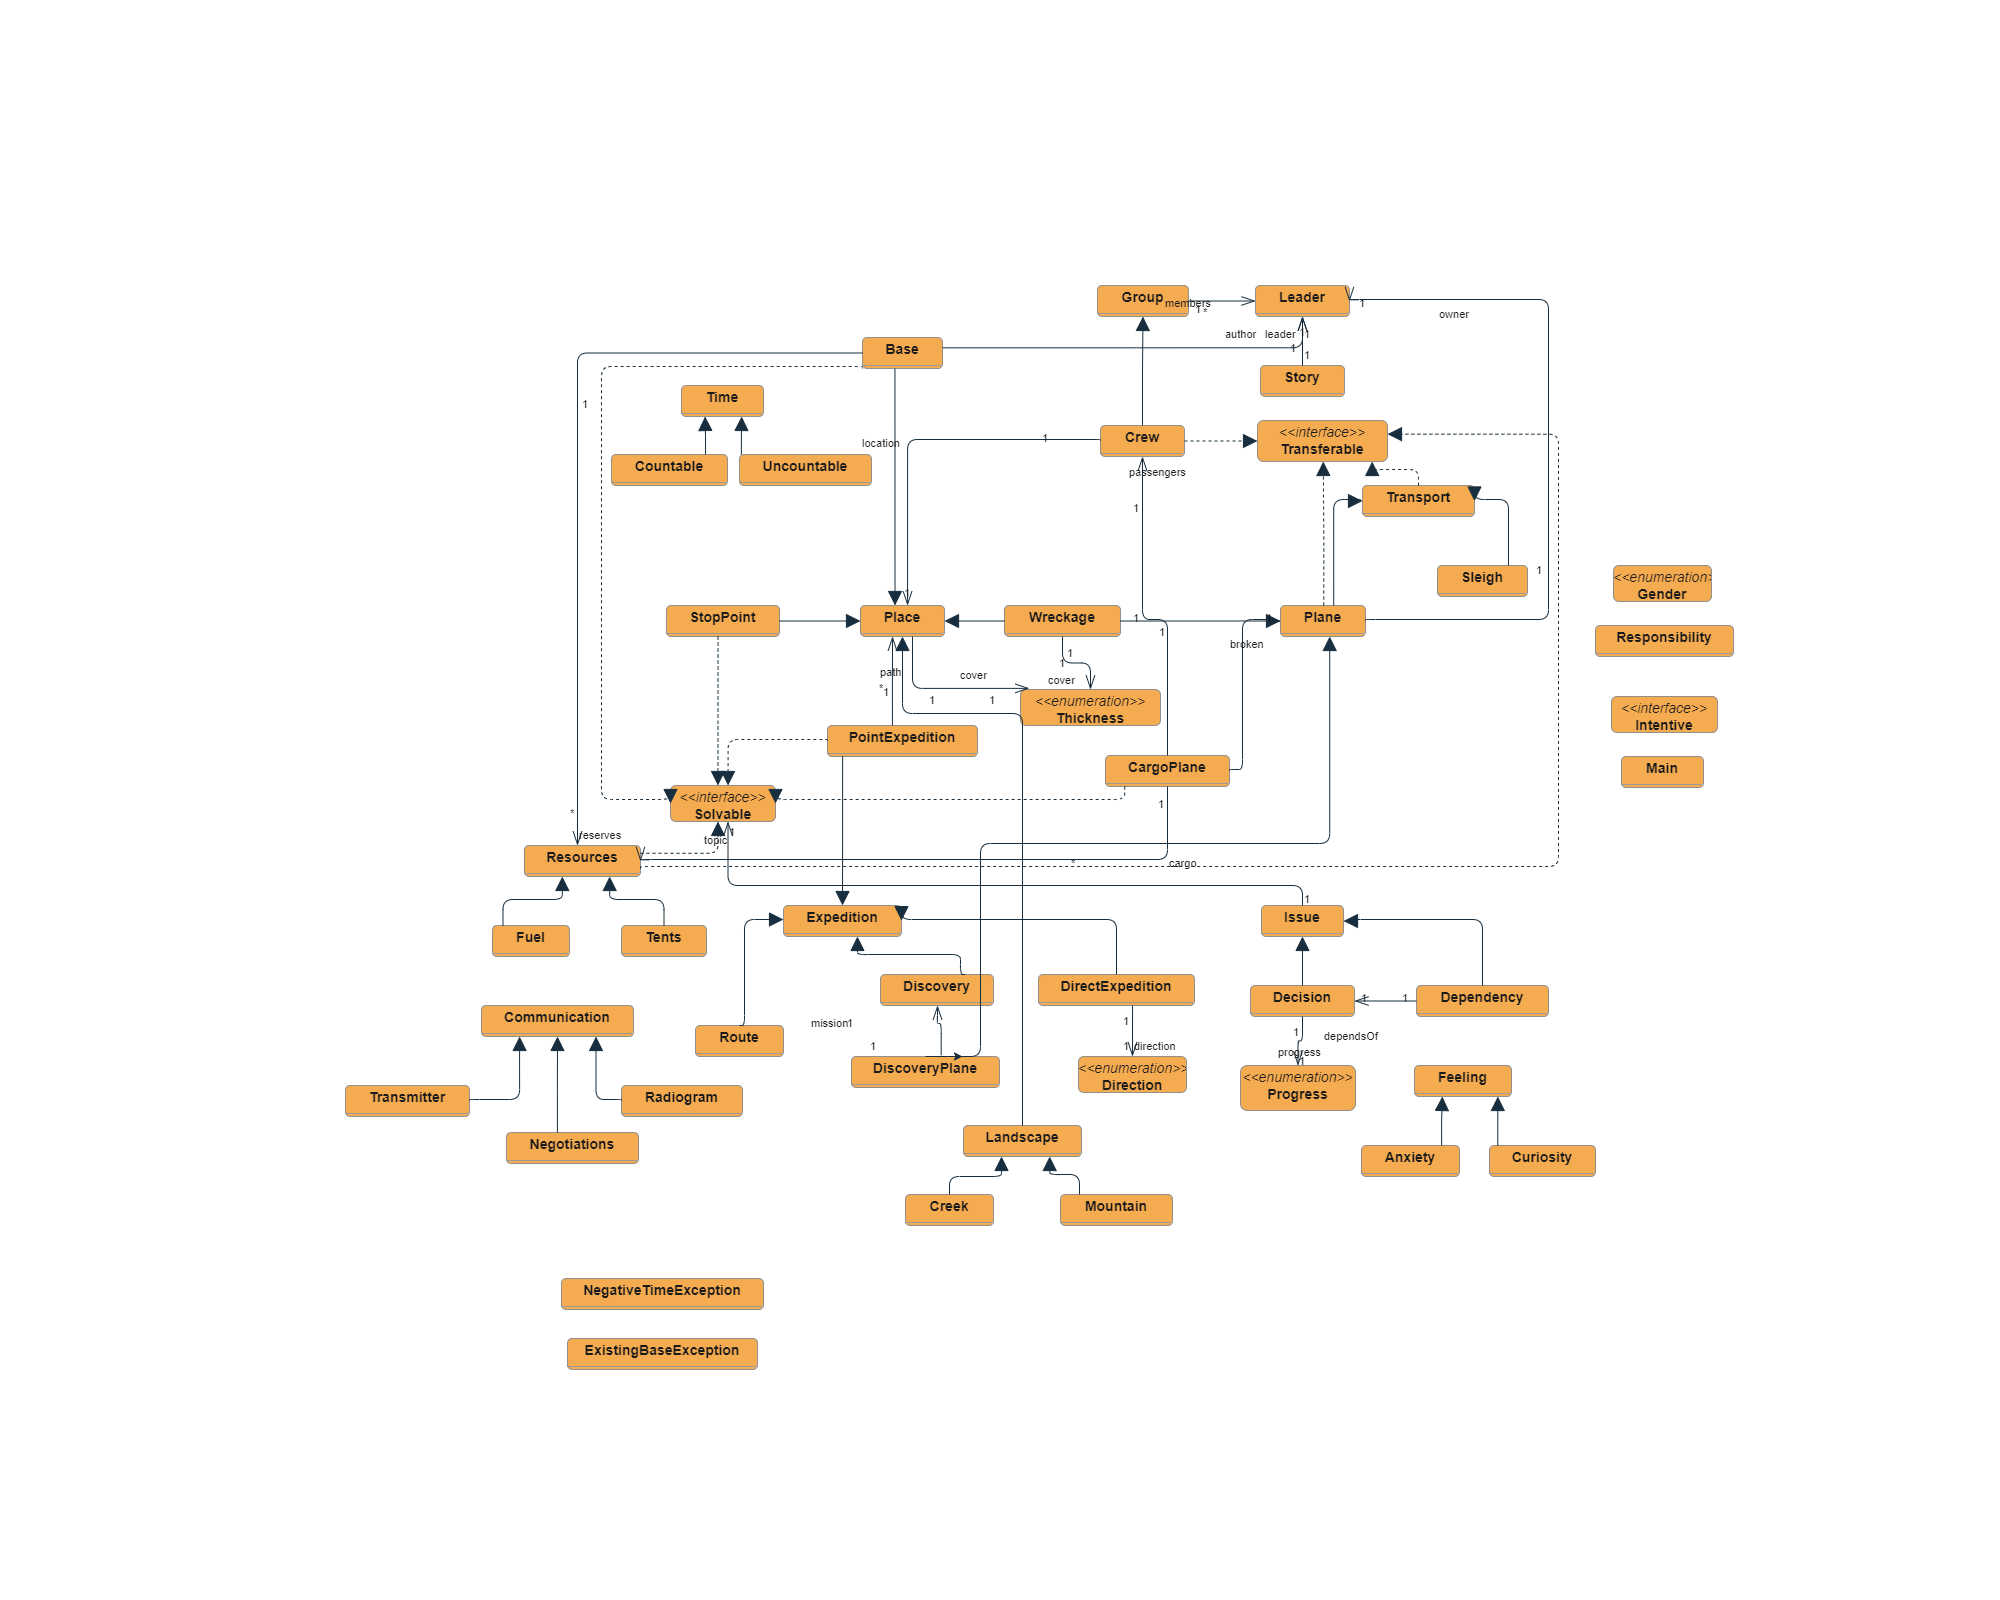 Group
members
1
*
Leader
1
owner
author
leader
1
1
1
Base
Story
Time
1
location
Crew
1
<<interface>>
Transferable
Countable
Uncountable
passengers
Transport
1
Sleigh
1
<<enumeration>
Gender
StopPoint
Place
Wreckage
1
1
Plane
Responsibility
broken
1
1
path
cover
cover
*
1
1
1
<<enumeration>>
Thickness
<<interface>>
Intentive
PointExpedition
CargoPlane
Main
<<interface>>
Solvable
1
*
reserves
topic
1
Resources
*
cargo
1
Fuel
Tents
Expedition
Issue
Discovery
DirectExpedition
Decision
1
1
Dependency
Communication
mission1
1
1
Route
1
dependsOf
1
1
direction
progress
1
DiscoveryPlane
<<enumeration>>
Direction
<<enumeration>>
Progress
Feeling
Transmitter
Radiogram
Negotiations
Landscape
Anxiety
Curiosity
Creek
Mountain
NegativeTimeException
ExistingBaseException